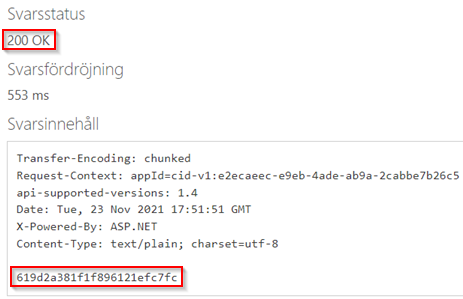 Svarsstatus
200 OK
Svarsfördröjning
553 ms
Svarsinnehåll
Transfer-Encoding: chunked
Request-Context: appId=cid-v1:e2ecaeec-e9eb-4ade-ab9a-2cabbe7b26c5
api-supported-versions: 1.4
Date: Tue, 23 Nov 2021 17:51:51 GMT
X-Powered-By: ASP.NET
Content-Type: text/plain; charset=utf-8
619d2a381f1f896121efc7fc